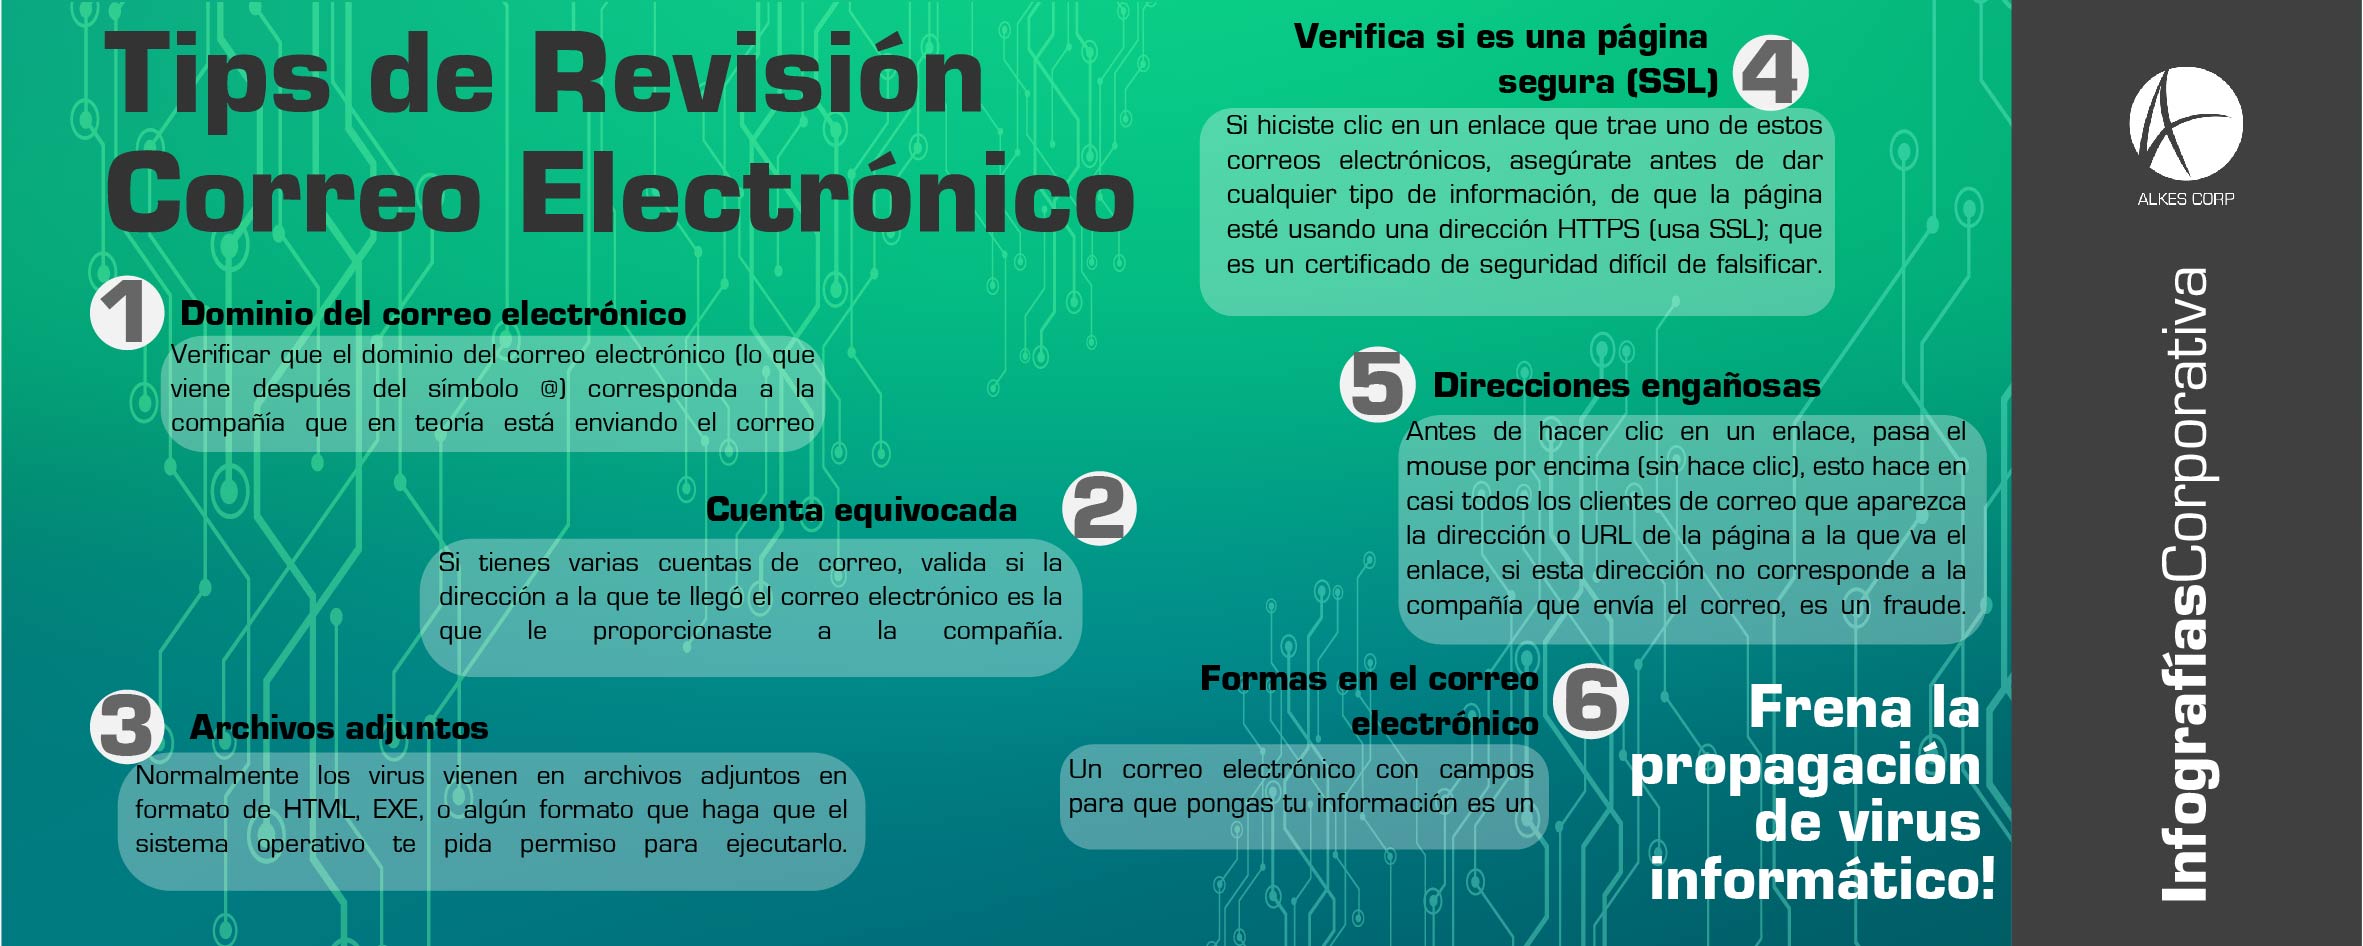 Tips de Revisión
Correo Electrónico
1
Dominio del correo electrónico
Verificar que el dominio del correo electrónico (lo que
viene después del símbolo @) corresponda a la
compañía que en teoría está enviando el correo
Cuenta equivocada
2
Si tienes varias cuentas de correo, valida si la
dirección a la que te llegó el correo electrónico es la
que le proporcionaste a la compañía.
3
Archivos adjuntos
Normalmente los virus vienen en archivos adjuntos en
formato de HTML, EXE, o algún formato que haga que el
sistema operativo te pida permiso para ejecutarlo.
Verifica si es una página
segura (SSL)
4
Si hiciste clic en un enlace que trae uno de estos
correos electrónicos, asegúrate antes de dar
cualquier tipo de información, de que la página
esté usando una dirección HTTPS (usa SSL); que
es un certificado de seguridad difícil de falsificar.
5
Direcciones engañosas
Antes de hacer clic en un enlace, pasa el
mouse por encima (sin hace clic), esto hace en
casi todos los clientes de correo que aparezca
la dirección o URL de la página a la que va el
enlace, si esta dirección no corresponde a la
compañía que envía el correo, es un fraude.
Formas en el correo
electrónico
6
Un correo electrónico con campos
para que pongas tu información es un
Frena la
propagación
de virus
informático!
ALKES CORP
InfografíasCorporativa